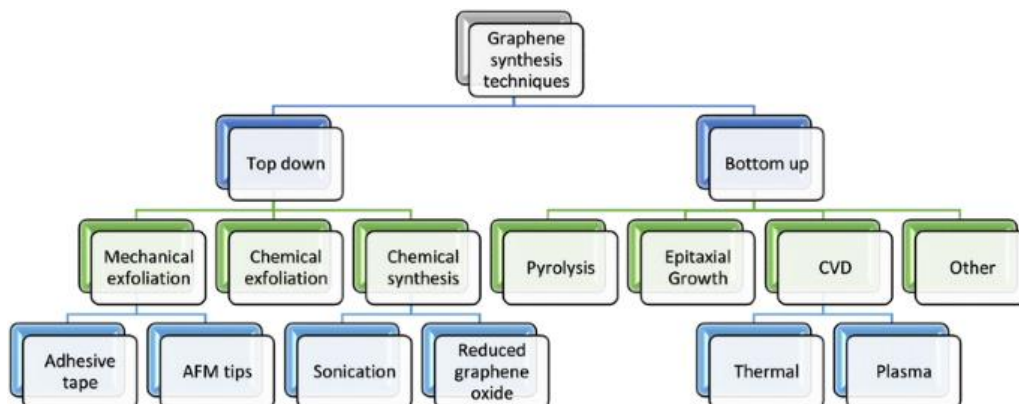 Graphene
synthesis
techniques
Top down
Bottom up
Mechanical
exfoliation
Chemical
exfoliation
Chemical
synthesis
Pyrolysis
Epitaxial
Growth
CVD
Other
Adhesive
tape
AFM tips
Sonication
Reduced
graphene
oxide
Thermal
Plasma